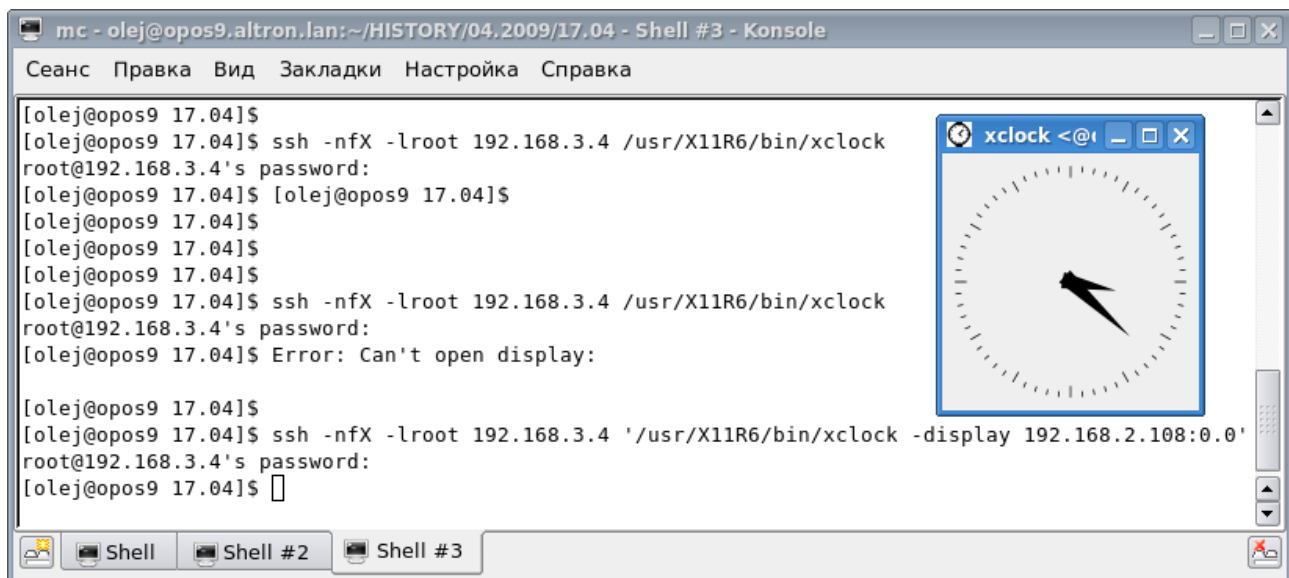 mc - olej@opos9.altron.lan:~/HISTORY/04.2009/17.04 - Shell #3 - Konsole
Сеанс Правка Вид Закладки Настройка Справка
[olej@opos9 17.04]$
[olej@opos9 17.04]$ ssh -nfX -lroot 192.168.3.4 /usr/X11R6/bin/xclock
root@192.168.3.4's password:
[olej@opos9 17.04]$ [olej@opos9 17.04]$
[olej@opos9 17.04]$
[olej@opos9 17.04]$
[olej@opos9 17.04]$
[olej@opos9 17.04]$ ssh -nfX -lroot 192.168.3.4 /usr/X11R6/bin/xclock
root@192.168.3.4's password:
[olej@opos9 17.04]$ Error: Can't open display:
[olej@opos9 17.04]$
[olej@opos9 17.04]$ ssh -nfX -lroot 192.168.3.4 '/usr/X11R6/bin/xclock -display 192.168.2.108:0.0'
root@192.168.3.4's password:
[olej@opos9 17.04]$
xclock <@
Shell Shell #2 Shell #3